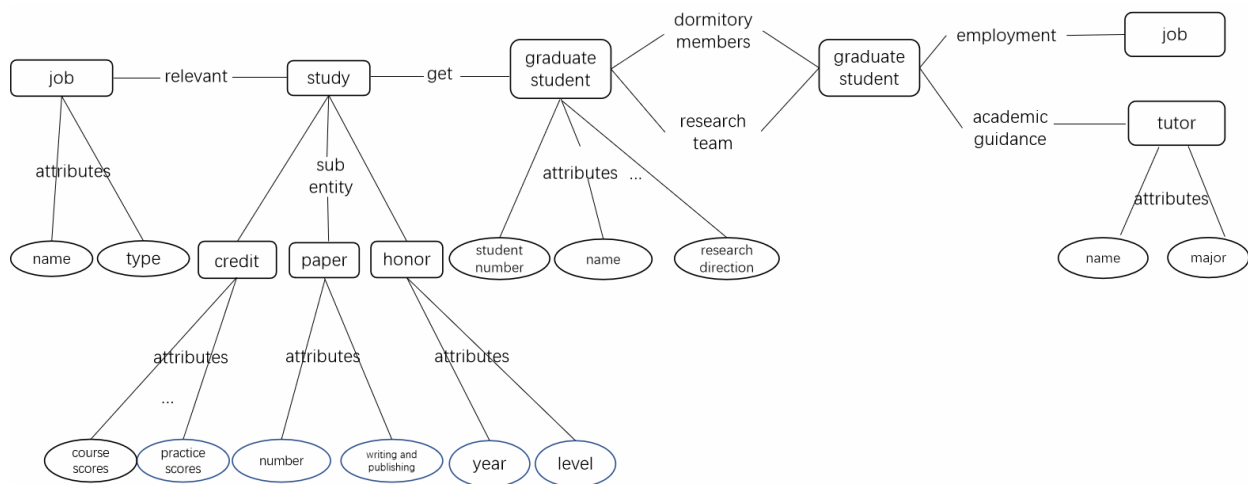 dormitory
members
employment
job
job
relevant
study
get
graduate
student
graduate
student
research
team
academic
guidance
tutor
attributes
sub
entity
attributes
...
attributes
name
type
credit
paper
honor
student
number
name
research
direction
name
major
attributes
attributes
attributes
...
course
scores
practice
scores
number
writing and
publishing
year
level